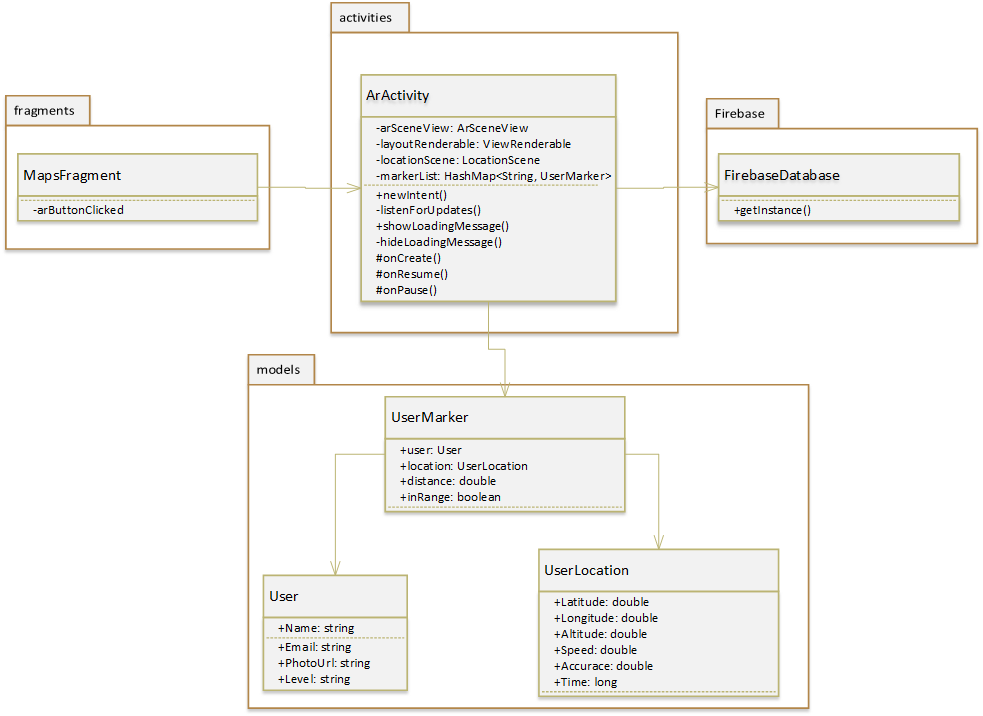 activities
ArActivity
-arSceneView: ArSceneView
-layoutRenderable: ViewRenderable
-locationScene: LocationScene
-markerList: HashMap<String, UserMarker>
+newIntent()
-listenForUpdates()
+showLoadingMessage()
-hideLoadingMessage()
#onCreate()
#onResume()
#onPause()
fragments
MapsFragment
-arButtonClicked
Firebase
FirebaseDatabase
+getInstance()
models
UserMarker
+user: User
+location: UserLocation
+distance: double
+inRange: boolean
User
+Name: string
+Email: string
+PhotoUrl: string
+Level: string
UserLocation
+Latitude: double
+Longitude: double
+Altitude: double
+Speed: double
+Accurace: double
+Time: long